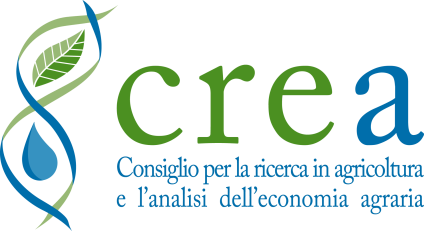 crea
Consiglio per la ricerca in agricoltura
e l'analisi dell'economia agraria